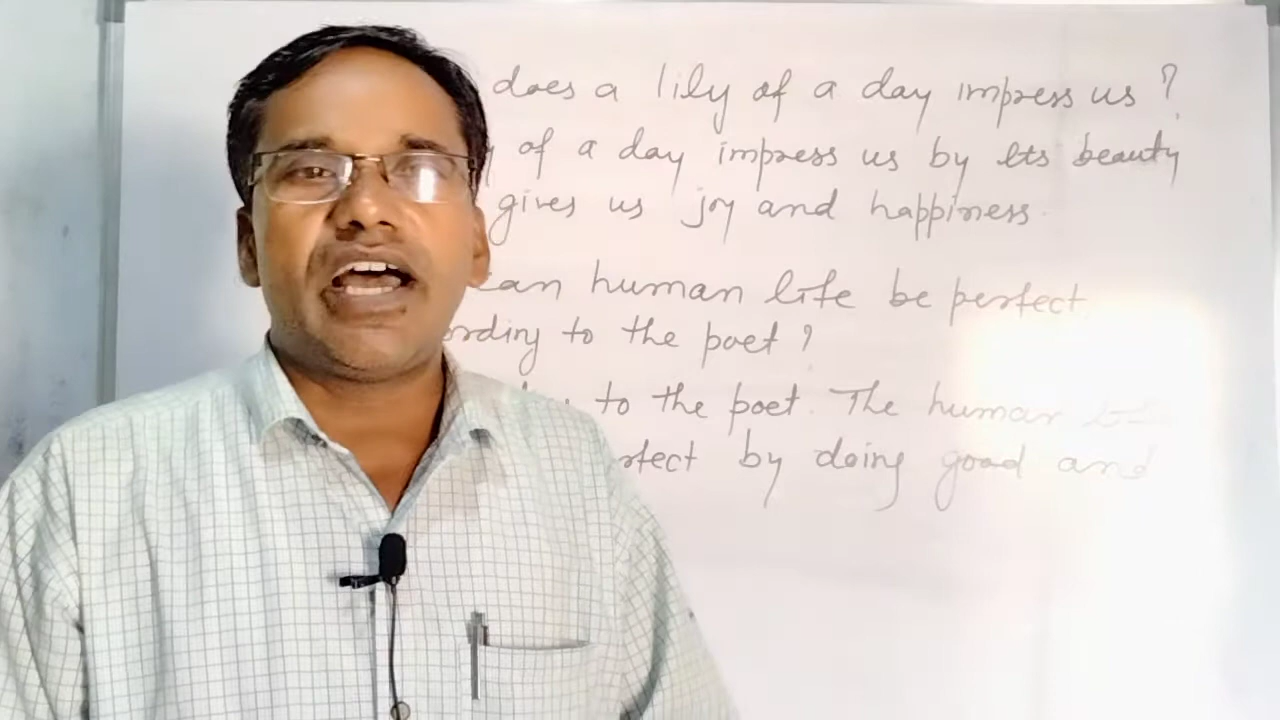 does a lily of a day impress us ?
of a day impress us by Its beauty
gives us joy and happiness.
can human life be perfect
to the poet ?
to the poet. The human
by doing good and